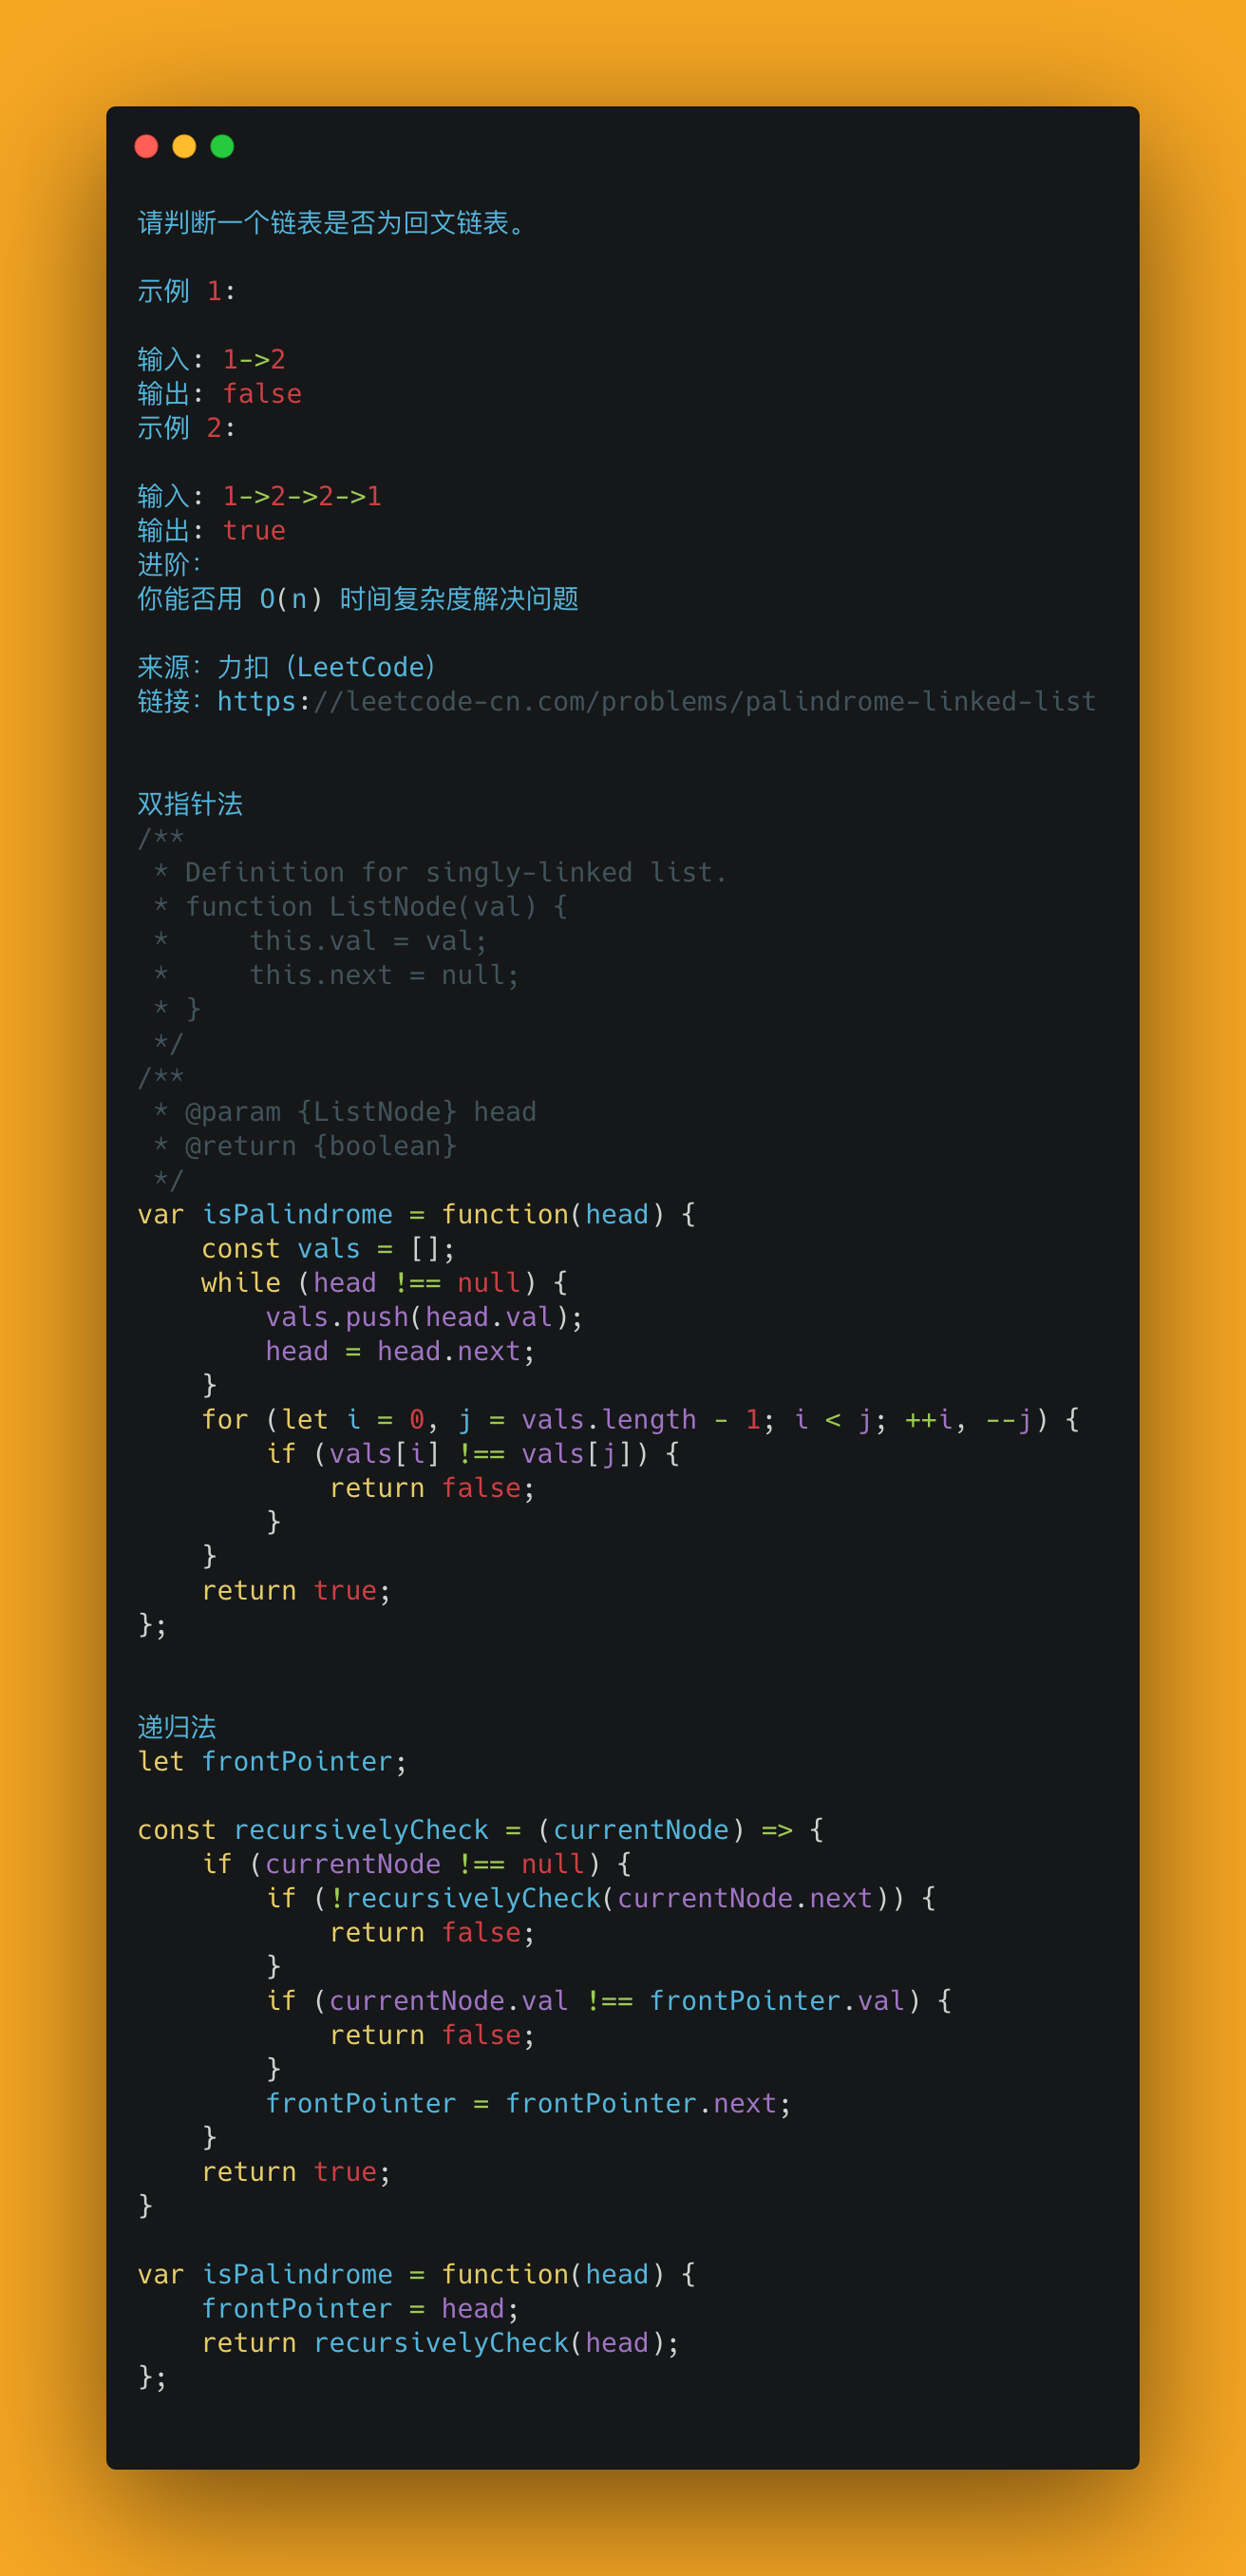 请判断一个链表是否为回文链表。
示例 1:
输入: 1->2
输出: false
示例 2:
输入: 1->2->2->1
输出: true
进阶：
你能否用 O(n) 时间复杂度解决问题
来源：力扣（LeetCode）
链接：https://leetcode-cn.com/problems/palindrome-linked-list
双指针法
/**
 * Definition for singly-linked list.
 * function ListNode(val) {
 *     this.val = val;
 *     this.next = null;
 * }
 */
/**
 * @param {ListNode} head
 * @return {boolean}
 */
var isPalindrome = function(head) {
    const vals = [];
    while (head !== null) {
        vals.push(head.val);
        head = head.next;
    }
    for (let i = 0, j = vals.length - 1; i < j; ++i, --j) {
        if (vals[i] !== vals[j]) {
            return false;
        }
    }
    return true;
};
递归法
let frontPointer;
const recursivelyCheck = (currentNode) => {
    if (currentNode !== null) {
        if (!recursivelyCheck(currentNode.next)) {
            return false;
        }
        if (currentNode.val !== frontPointer.val) {
            return false;
        }
        frontPointer = frontPointer.next;
    }
    return true;
}
var isPalindrome = function(head) {
    frontPointer = head;
    return recursivelyCheck(head);
};